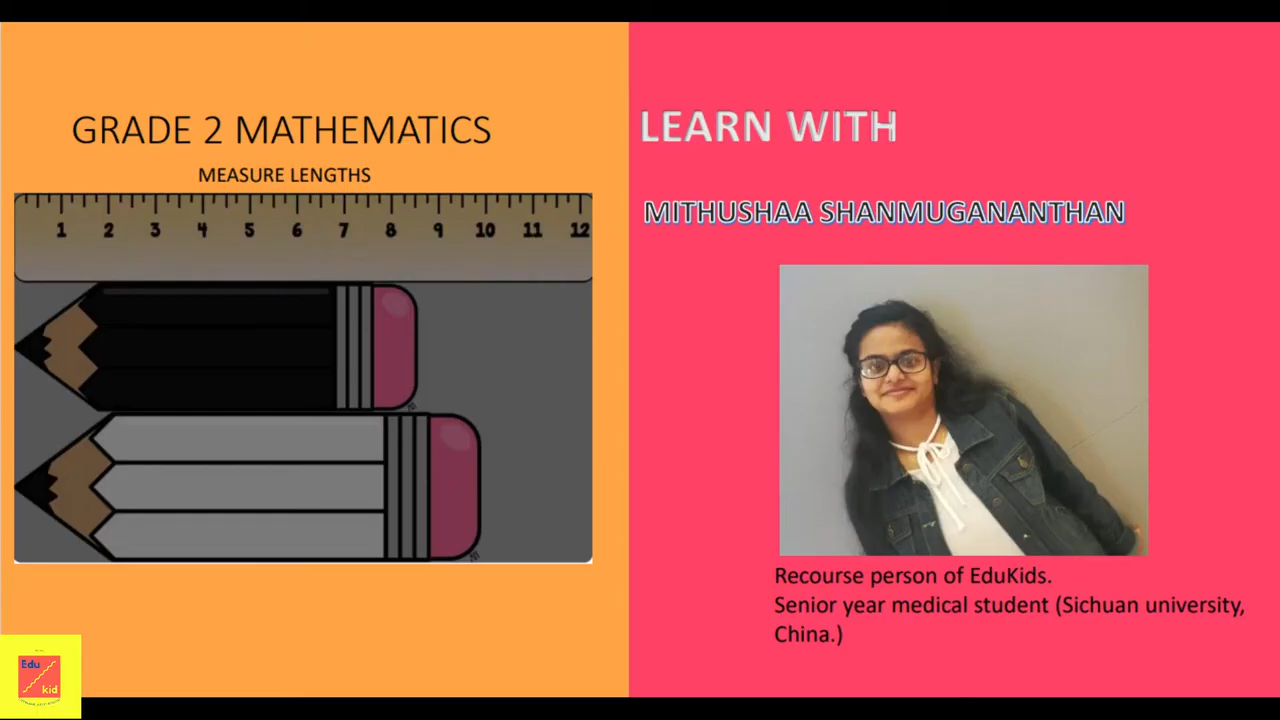 GRADE 2 MATHEMATICS
MEASURE LENGTHS
1 2 3 4 5 6 7 8 9 10 11 12
LEARN WITH
MITHUSHAA SHANMUGANANTHAN
Recourse person of EduKids.
Senior year medical student (Sichuan university,
China.)
Edu
kid